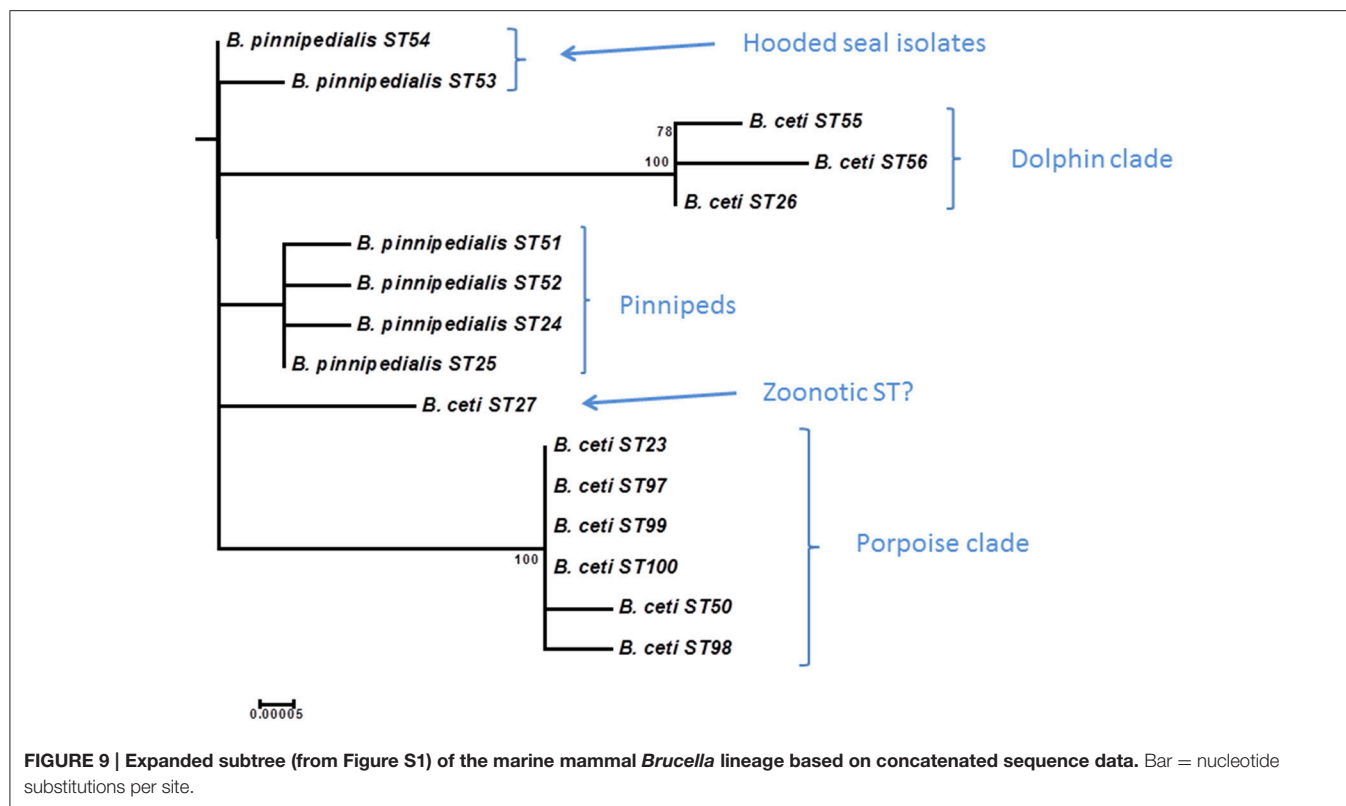 B. pinnipedialis ST54
Hooded seal isolates
B. pinnipedialis ST53
B. ceti ST55
78
100
B. ceti ST56
Dolphin clade
B. ceti ST26
B. pinnipedialis ST51
B. pinnipedialis ST52
Pinnipeds
B. pinnipedialis ST24
B. pinnipedialis ST25
Zoonotic ST?
B. ceti ST27
B. ceti ST23
B. ceti ST97
B. ceti ST99
Porpoise clade
100
B. ceti ST100
B. ceti ST50
B. ceti ST98
0.00005
FIGURE 9 | Expanded subtree (from Figure S1) of the marine mammal Brucella lineage based on concatenated sequence data. Bar = nucleotide
substitutions per site.